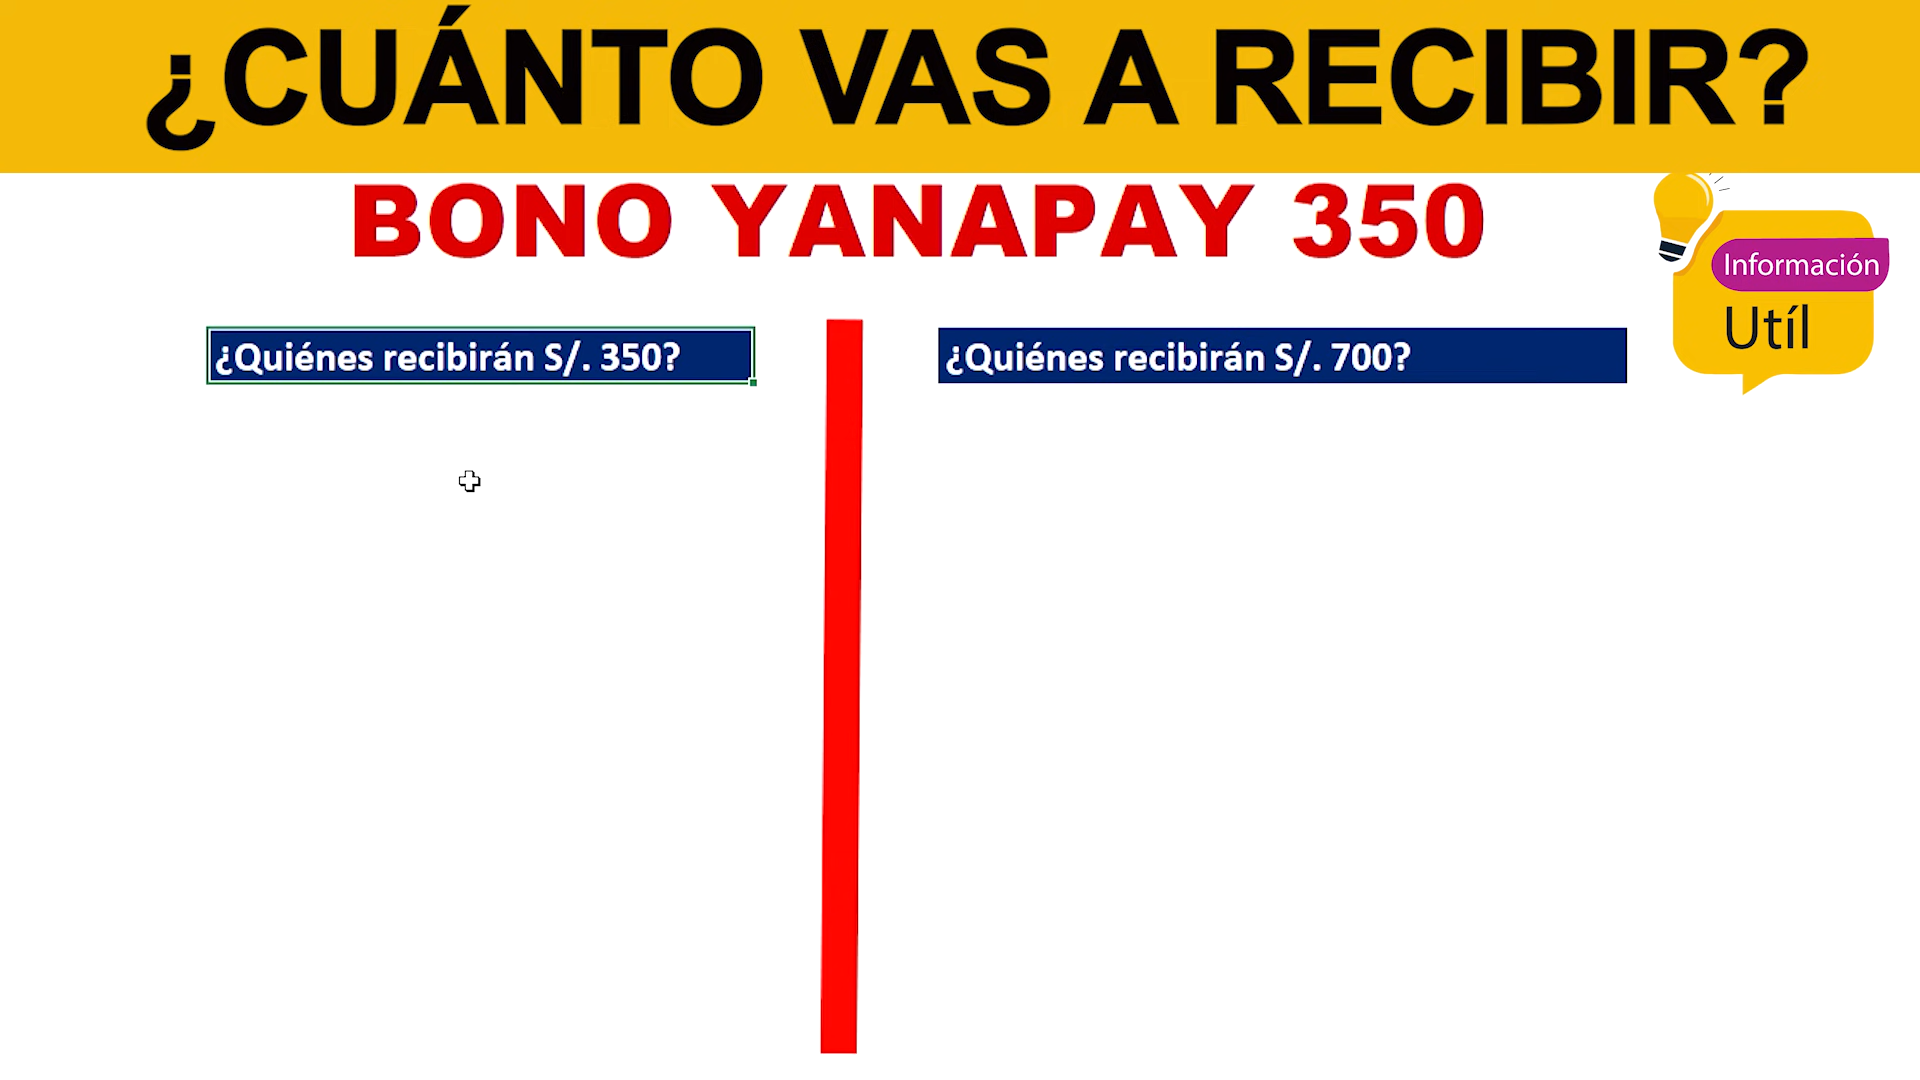 ¿CUÁNTO VAS A RECIBIR?
BONO YANAPAY 350
Información
Utíl
¿Quiénes recibirán S/. 350?
¿Quiénes recibirán S/. 700?